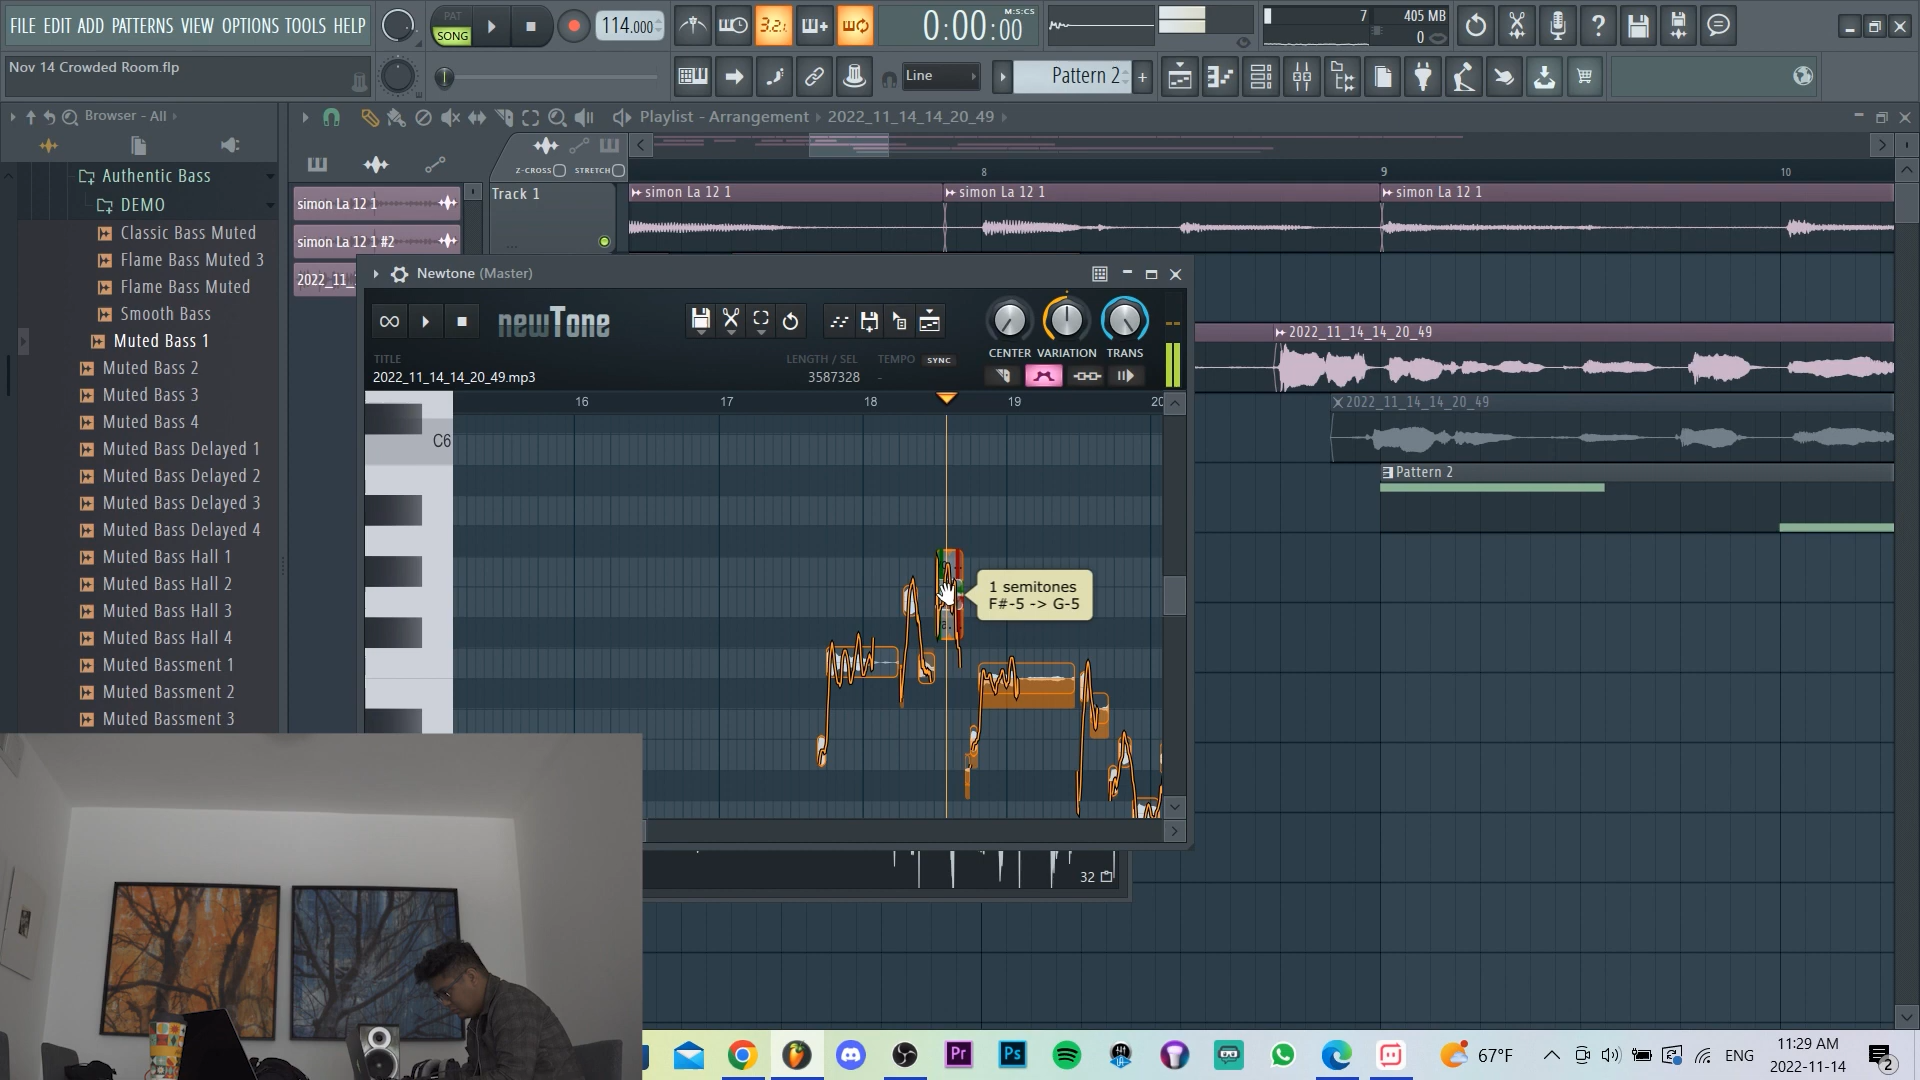 FILE EDIT ADD PATTERNS VIEW OPTIONS TOOLS HELP
PAT
SONG
114.000
3.2.
0:00:00
M:S:CS
7
405 MB
0
Nov 14 Crowded Room.flp
Line
Pattern 2
Browser - All
Playlist - Arrangement
2022_11_14_14_20_49
Z-CROSS
STRETCH
8
9
10
Authentic Bass
DEMO
Classic Bass Muted
Flame Bass Muted 3
Flame Bass Muted
Smooth Bass
Muted Bass 1
Muted Bass 2
Muted Bass 3
Muted Bass 4
Muted Bass Delayed 1
Muted Bass Delayed 2
Muted Bass Delayed 3
Muted Bass Delayed 4
Muted Bass Hall 1
Muted Bass Hall 2
Muted Bass Hall 3
Muted Bass Hall 4
Muted Bassment 1
Muted Bassment 2
Muted Bassment 3
simon La 12 1
simon La 12 1 #2
2022_11_
Track 1
simon La 12 1
simon La 12 1
simon La 12 1
2022_11_14_14_20_49
2022_11_14_14_20_49
Pattern 2
Newtone (Master)
newTone
CENTER
VARIATION
TRANS
TITLE
2022_11_14_14_20_49.mp3
LENGTH / SEL
3587328
TEMPO
SYNC
-
16
17
18
19
20
C6
1 semitones
F#-5 -> G-5
32
Pr
Ps
67°F
ENG
11:29 AM
2022-11-14
2